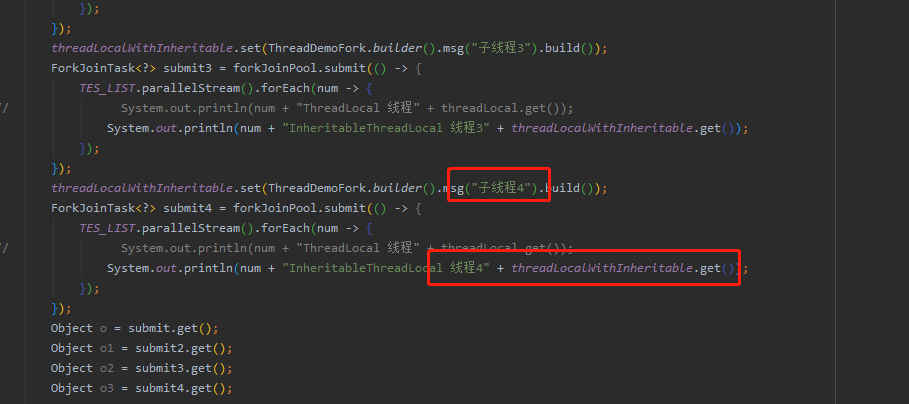 });
});
threadLocalWithInheritable.set(ThreadDemoFork.builder().msg("子线程3").build());
ForkJoinTask<?> submit3 = forkJoinPool.submit(() -> {
TES_LIST.parallelStream().forEach(num -> {
// System.out.println(num + "ThreadLocal 线程" + threadLocal.get());
System.out.println(num + "InheritableThreadLocal 线程3" + threadLocalWithInheritable.get());
});
});
threadLocalWithInheritable.set(ThreadDemoFork.builder().msg("子线程4").build());
ForkJoinTask<?> submit4 = forkJoinPool.submit(() -> {
TES_LIST.parallelStream().forEach(num -> {
// System.out.println(num + "ThreadLocal 线程" + threadLocal.get());
System.out.println(num + "InheritableThreadLocal 线程4" + threadLocalWithInheritable.get());
});
});
Object o = submit.get();
Object o1 = submit2.get();
Object o2 = submit3.get();
Object o3 = submit4.get();